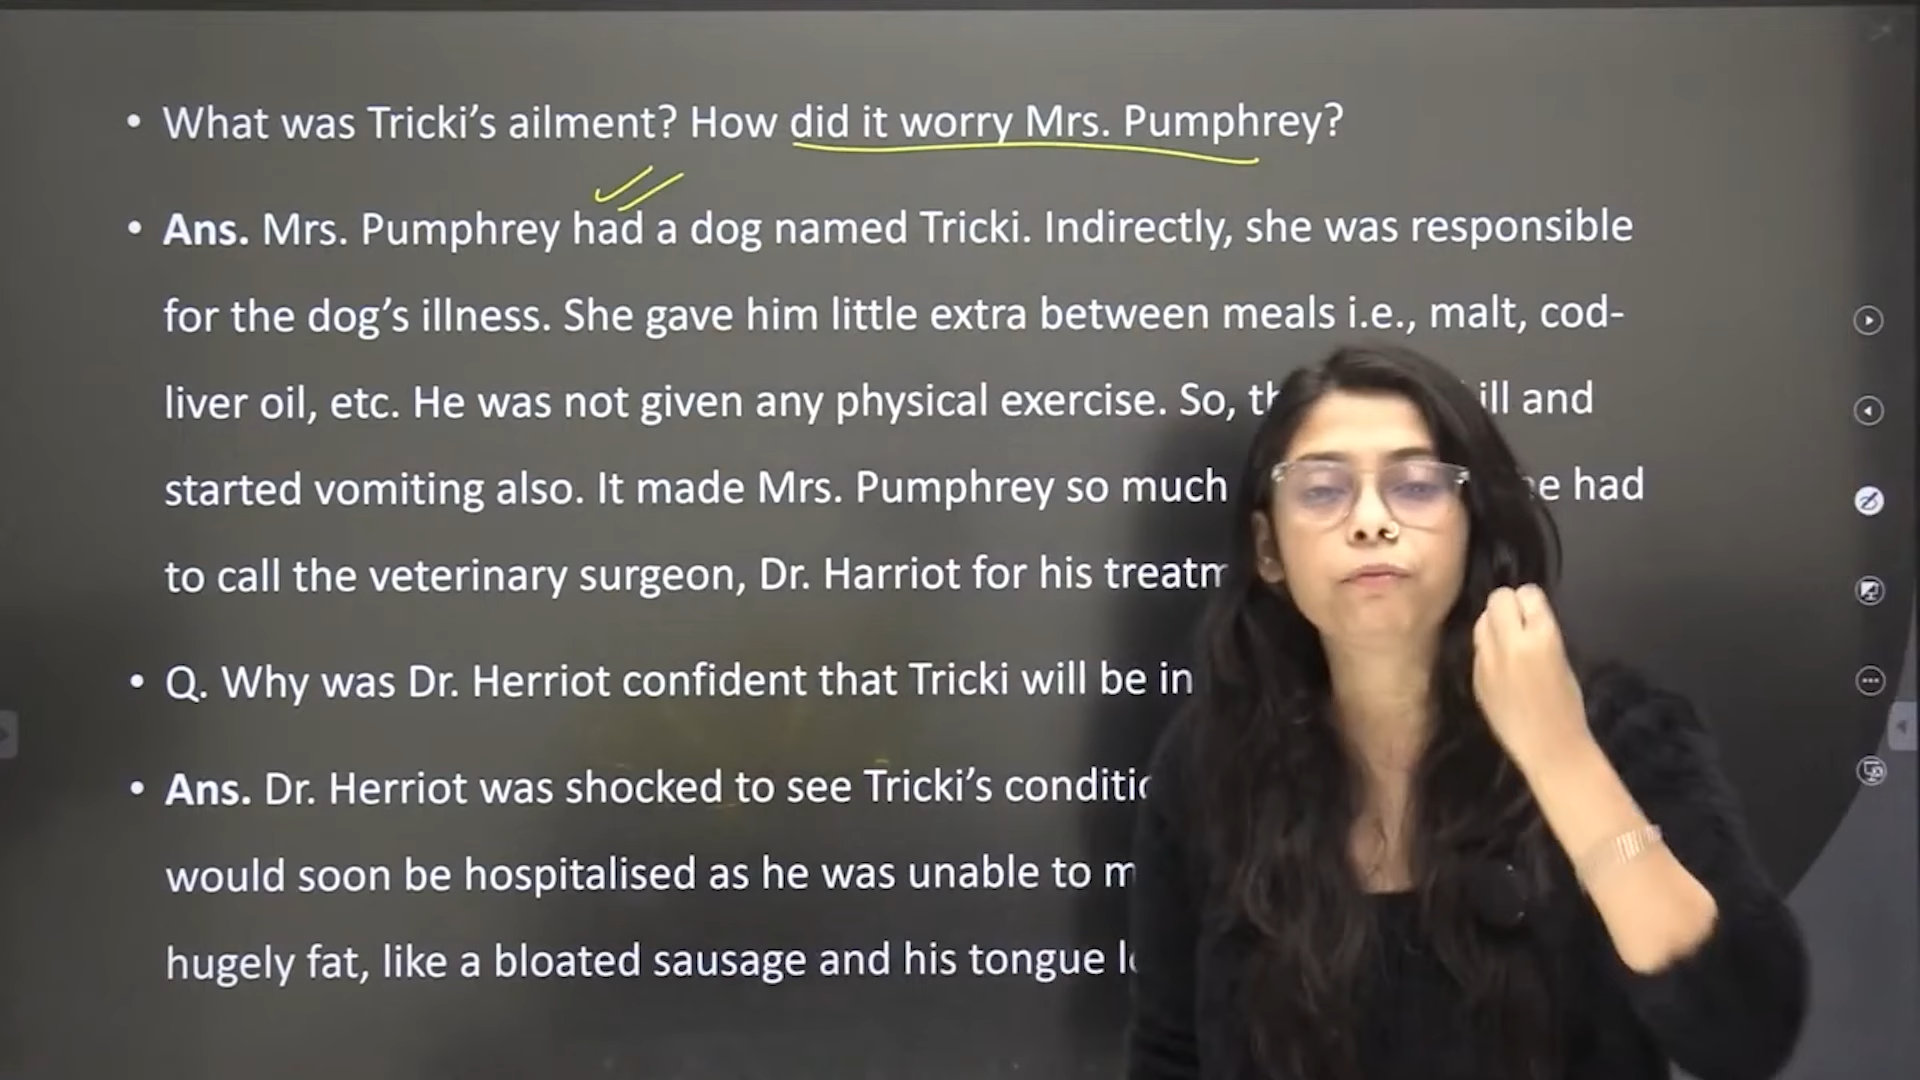 • What was Tricki’s ailment? How did it worry Mrs. Pumphrey?
• Ans. Mrs. Pumphrey had a dog named Tricki. Indirectly, she was responsible
for the dog’s illness. She gave him little extra between meals i.e., malt, cod-
liver oil, etc. He was not given any physical exercise. So, ill and
started vomiting also. It made Mrs. Pumphrey so much had
to call the veterinary surgeon, Dr. Harriot for his
• Q. Why was Dr. Herriot confident that Tricki will be in
• Ans. Dr. Herriot was shocked to see Tricki’s
would soon be hospitalised as he was unable to
hugely fat, like a bloated sausage and his tongue